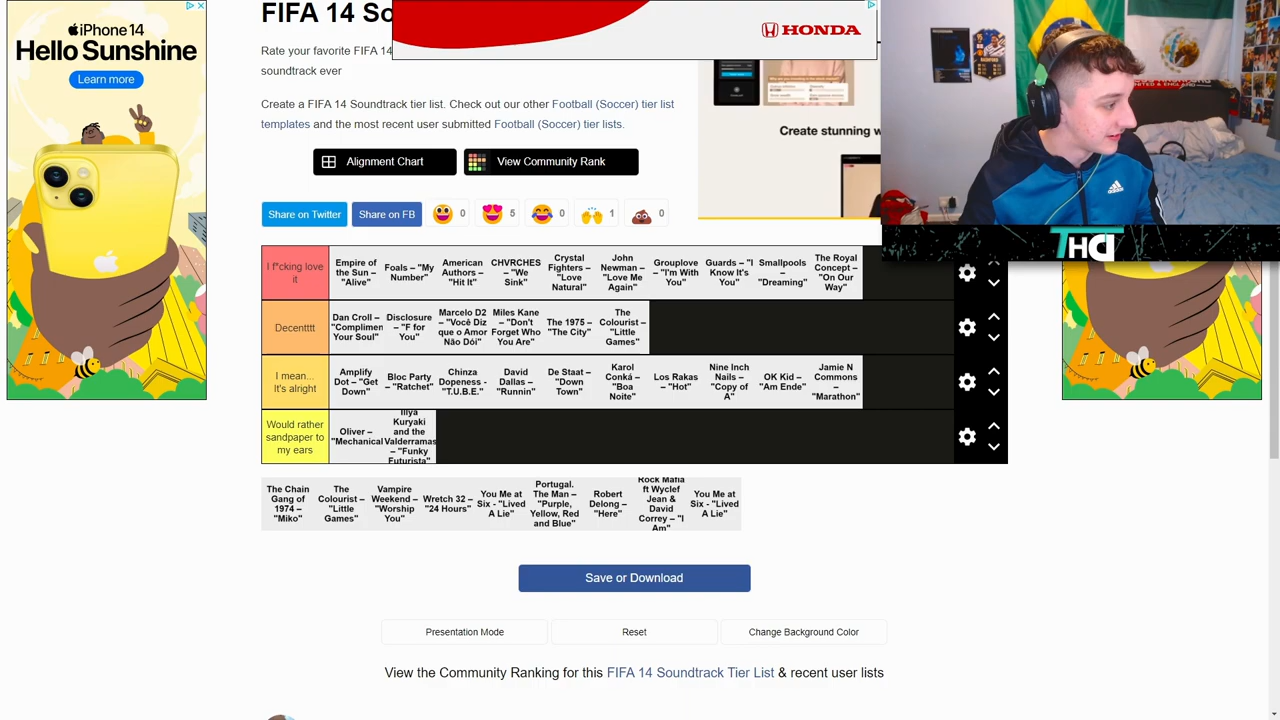 iPhone 14
Hello Sunshine
Learn more
FIFA 14 So
HONDA
Rate your favorite FIFA 14
soundtrack ever
Create a FIFA 14 Soundtrack tier list. Check out our other Football (Soccer) tier list
templates and the most recent user submitted Football (Soccer) tier lists.
Create stunning w
Alignment Chart
View Community Rank
Share on Twitter
Share on FB
0
5
0
1
0
THD
I f*cking love
it
Empire of
the Sun –
"Alive"
Foals – "My
Number"
American
Authors –
"Hit It"
CHVRCHES
– "We
Sink"
Crystal
Fighters –
"Love
Natural"
John
Newman –
"Love Me
Again"
Grouplove
– "I'm With
You"
Guards – "I
Know It's
You"
Smallpools
–
"Dreaming"
The Royal
Concept –
"On Our
Way"
Decentttt
Dan Croll –
"Complimen
Your Soul"
Disclosure
– "F for
You"
Marcelo D2
– "Você Diz
que o Amor
Não Dói"
Miles Kane
– "Don't
Forget Who
You Are"
The 1975 –
"The City"
The
Colourist –
"Little
Games"
I mean...
It's alright
Amplify
Dot – "Get
Down"
Bloc Party
– "Ratchet"
Chinza
Dopeness -
"T.U.B.E."
David
Dallas –
"Runnin"
De Staat –
"Down
Town"
Karol
Conká –
"Boa
Noite"
Los Rakas
– "Hot"
Nine Inch
Nails –
"Copy of
A"
OK Kid –
"Am Ende"
Jamie N
Commons
–
"Marathon"
Would rather
sandpaper to
my ears
Oliver –
"Mechanical
Illya
Kuryaki
and the
Valderramas
– "Funky
Futurista"
The Chain
Gang of
1974 –
"Miko"
The
Colourist –
"Little
Games"
Vampire
Weekend –
"Worship
You"
Wretch 32 –
"24 Hours"
You Me at
Six - "Lived
A Lie"
Portugal.
The Man –
"Purple,
Yellow, Red
and Blue"
Robert
Delong –
"Here"
Rock Mafia
ft Wyclef
Jean &
David
Correy – "I
Am"
You Me at
Six - "Lived
A Lie"
Save or Download
Presentation Mode
Reset
Change Background Color
View the Community Ranking for this FIFA 14 Soundtrack Tier List & recent user lists